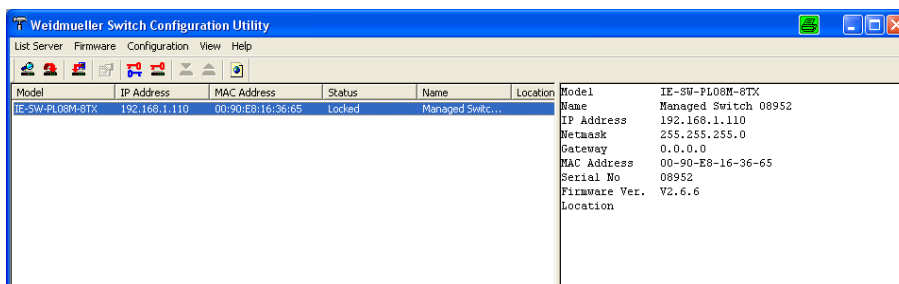 Weidmueller Switch Configuration Utility
List Server Firmware Configuration View Help
Model IP Address MAC Address Status Name Location
IE-SW-PL08M-8TX 192.168.1.110 00:90:E8:16:36:65 Locked Managed Switc...
Model IE-SW-PL08M-8TX
Name Managed Switch 08952
IP Address 192.168.1.110
Netmask 255.255.255.0
Gateway 0.0.0.0
MAC Address 00-90-E8-16-36-65
Serial No 08952
Firmware Ver. V2.6.6
Location